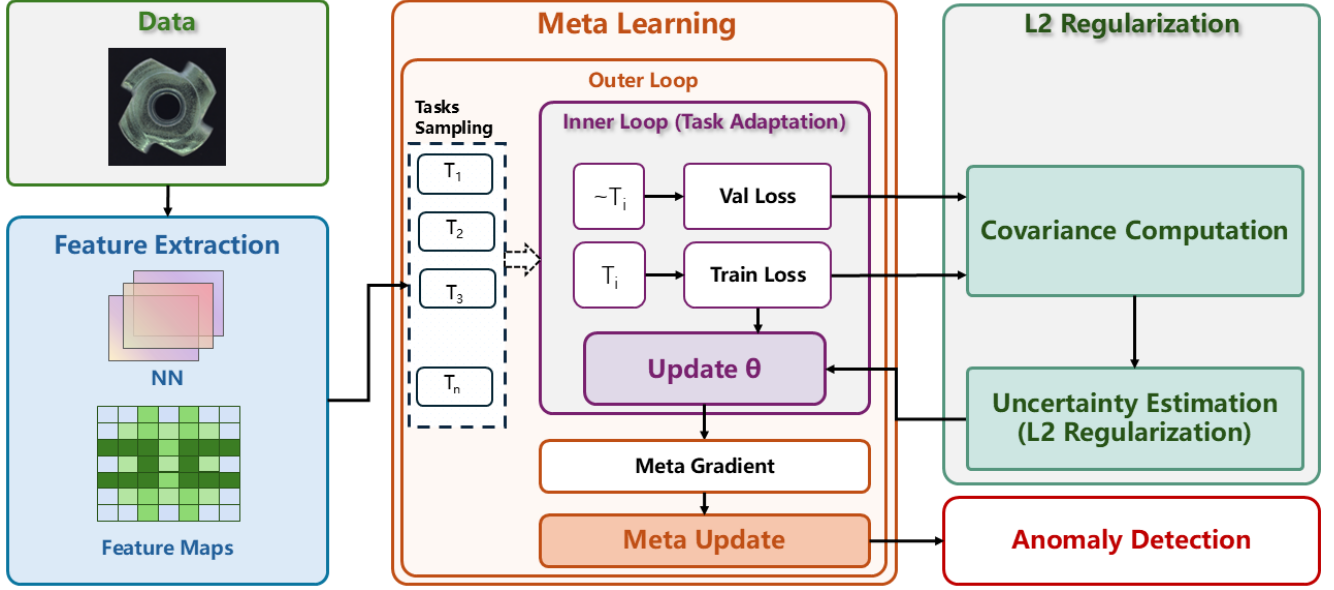 Data
Feature Extraction
NN
Feature Maps
Meta Learning
Outer Loop
Tasks
Sampling
T1
T2
T3
Tn
Inner Loop (Task Adaptation)
~Ti
Val Loss
Ti
Train Loss
Update θ
Meta Gradient
Meta Update
L2 Regularization
Covariance Computation
Uncertainty Estimation
(L2 Regularization)
Anomaly Detection